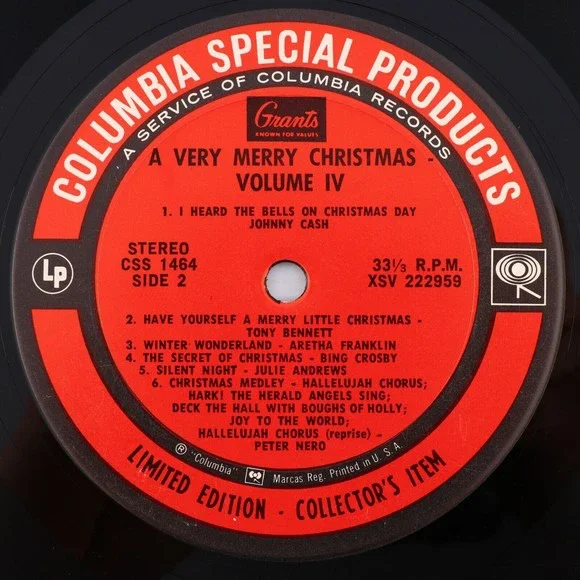 COLUMBIA SPECIAL PRODUCTS
A SERVICE OF COLUMBIA RECORDS
Grants
KNOWN FOR VALUES
A VERY MERRY CHRISTMAS -
VOLUME IV
1. I HEARD THE BELLS ON CHRISTMAS DAY
JOHNNY CASH
STEREO
CSS 1464
SIDE 2
33⅓ R.P.M.
XSV 222959
Lp
2. HAVE YOURSELF A MERRY LITTLE CHRISTMAS -
TONY BENNETT
3. WINTER WONDERLAND - ARETHA FRANKLIN
4. THE SECRET OF CHRISTMAS - BING CROSBY
5. SILENT NIGHT - JULIE ANDREWS
6. CHRISTMAS MEDLEY - HALLELUJAH CHORUS;
HARK! THE HERALD ANGELS SING;
DECK THE HALL WITH BOUGHS OF HOLLY;
JOY TO THE WORLD;
HALLELUJAH CHORUS (reprise) -
PETER NERO
® "Columbia" Marcas Reg. Printed in U. S. A.
LIMITED EDITION - COLLECTOR'S ITEM